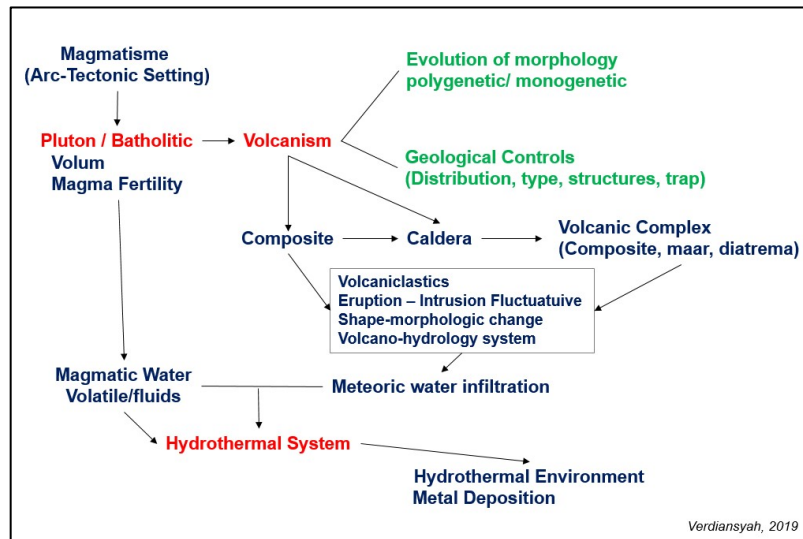 Magmatisme
(Arc-Tectonic Setting)
Evolution of morphology
polygenetic/ monogenetic
Pluton / Batholitic
Volum
Magma Fertility
Volcanism
Geological Controls
(Distribution, type, structures, trap)
Composite
Caldera
Volcanic Complex
(Composite, maar, diatrema)
Volcaniclastics
Eruption – Intrusion Fluctuatuive
Shape-morphologic change
Volcano-hydrology system
Magmatic Water
Volatile/fluids
Meteoric water infiltration
Hydrothermal System
Hydrothermal Environment
Metal Deposition
Verdiansyah, 2019